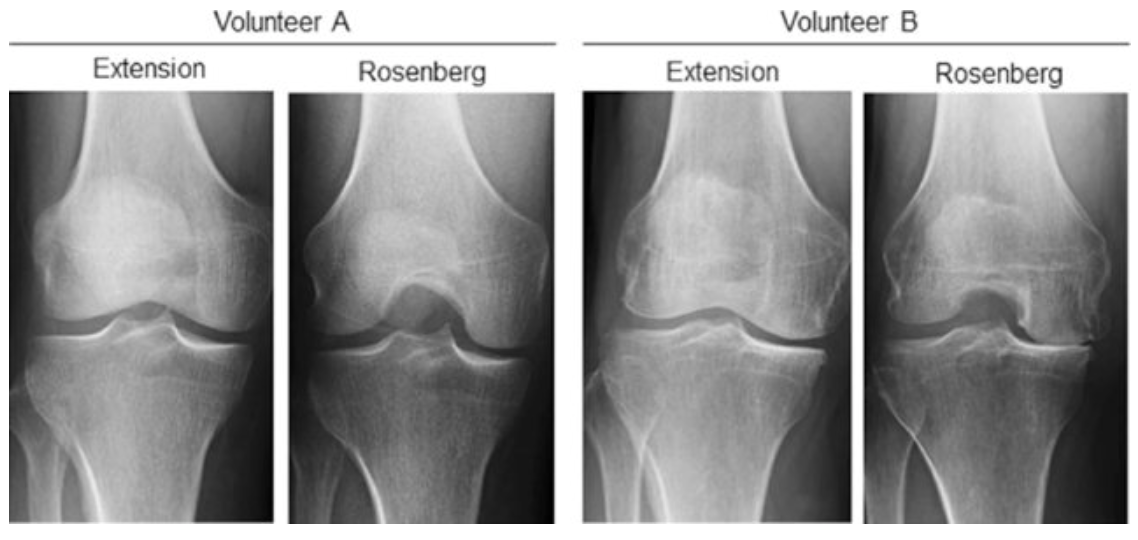 Volunteer A
Volunteer B
Extension
Rosenberg
Extension
Rosenberg